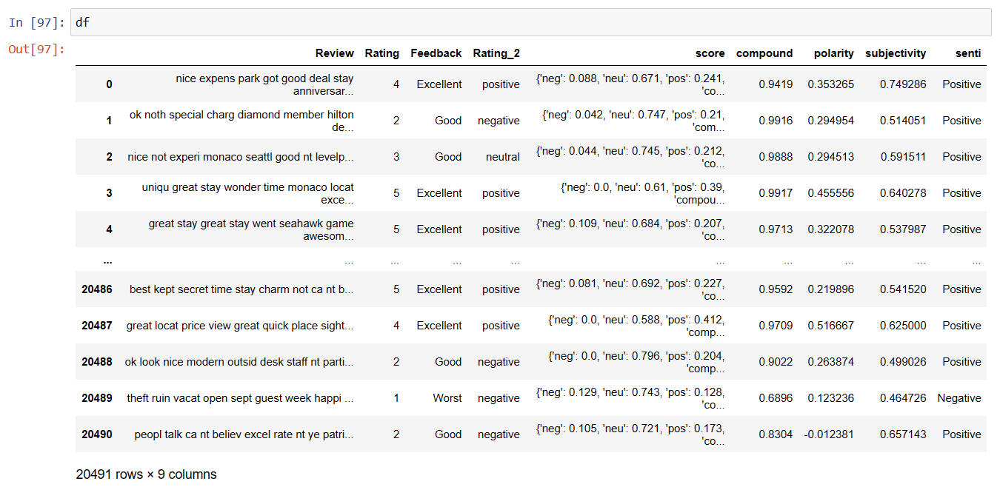 In [97]: df
Out[97]:
Review Rating Feedback Rating_2 score compound polarity subjectivity senti
0 nice expens park got good deal stay anniversar... 4 Excellent positive {'neg': 0.088, 'neu': 0.671, 'pos': 0.241, 'co... 0.9419 0.353265 0.749286 Positive
1 ok noth special charg diamond member hilton de... 2 Good negative {'neg': 0.042, 'neu': 0.747, 'pos': 0.21, 'com... 0.9916 0.294954 0.514051 Positive
2 nice not experi monaco seattl good nt levelp... 3 Good neutral {'neg': 0.044, 'neu': 0.745, 'pos': 0.212, 'co... 0.9888 0.294513 0.591511 Positive
3 uniqu great stay wonder time monaco locat exce... 5 Excellent positive {'neg': 0.0, 'neu': 0.61, 'pos': 0.39, 'compou... 0.9917 0.455556 0.640278 Positive
4 great stay great stay went seahawk game awesom... 5 Excellent positive {'neg': 0.109, 'neu': 0.684, 'pos': 0.207, 'co... 0.9713 0.322078 0.537987 Positive
... ... ... ... ... ... ... ... ... ...
20486 best kept secret time stay charm not ca nt b... 5 Excellent positive {'neg': 0.081, 'neu': 0.692, 'pos': 0.227, 'co... 0.9592 0.219896 0.541520 Positive
20487 great locat price view great quick place sight... 4 Excellent positive {'neg': 0.0, 'neu': 0.588, 'pos': 0.412, 'comp... 0.9709 0.516667 0.625000 Positive
20488 ok look nice modern outsid desk staff nt parti... 2 Good negative {'neg': 0.0, 'neu': 0.796, 'pos': 0.204, 'comp... 0.9022 0.263874 0.499026 Positive
20489 theft ruin vacat open sept guest week happi ... 1 Worst negative {'neg': 0.129, 'neu': 0.743, 'pos': 0.128, 'co... 0.6896 0.123236 0.464726 Negative
20490 peopl talk ca nt believ excel rate nt ye patri... 2 Good negative {'neg': 0.105, 'neu': 0.721, 'pos': 0.173, 'co... 0.8304 -0.012381 0.657143 Positive
20491 rows × 9 columns